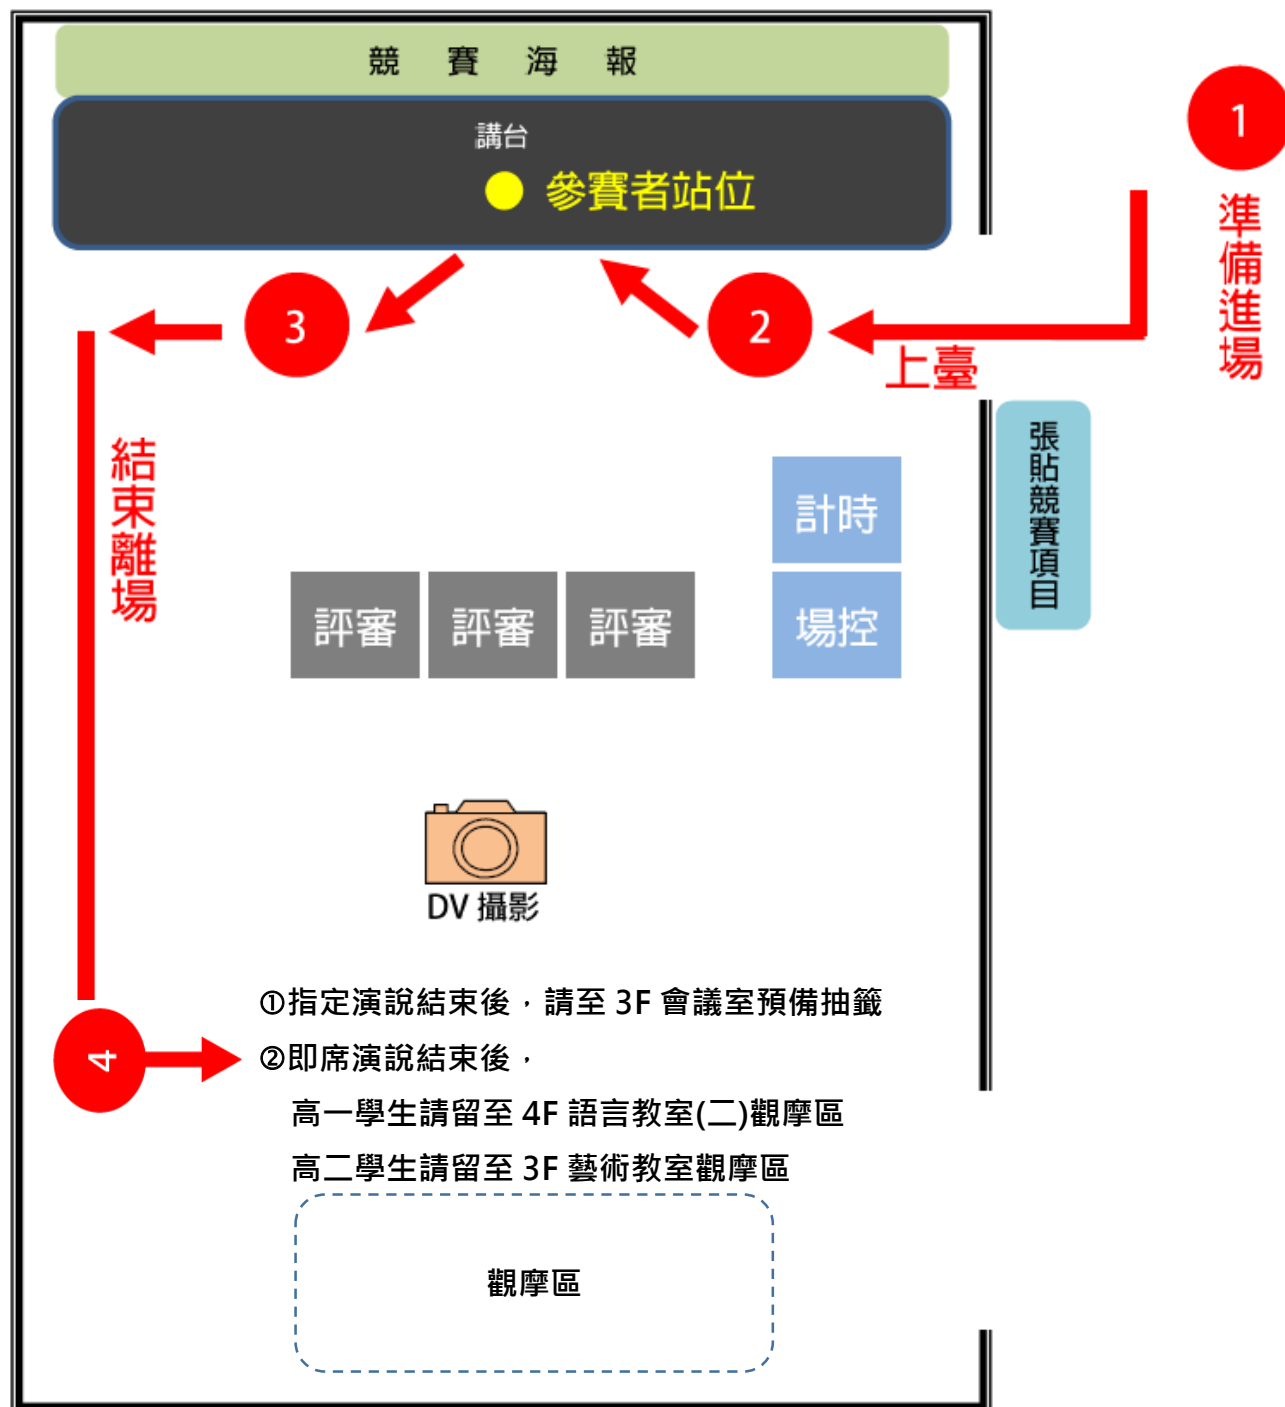 競賽海報
講台
參賽者站位
1
準備進場
2
上臺
3
結束離場
張貼競賽項目
計時
場控
評審 評審 評審
DV 攝影
4
①指定演說結束後，請至 3F 會議室預備抽籤
②即席演說結束後，
高一學生請留至 4F 語言教室(二)觀摩區
高二學生請留至 3F 藝術教室觀摩區
觀摩區